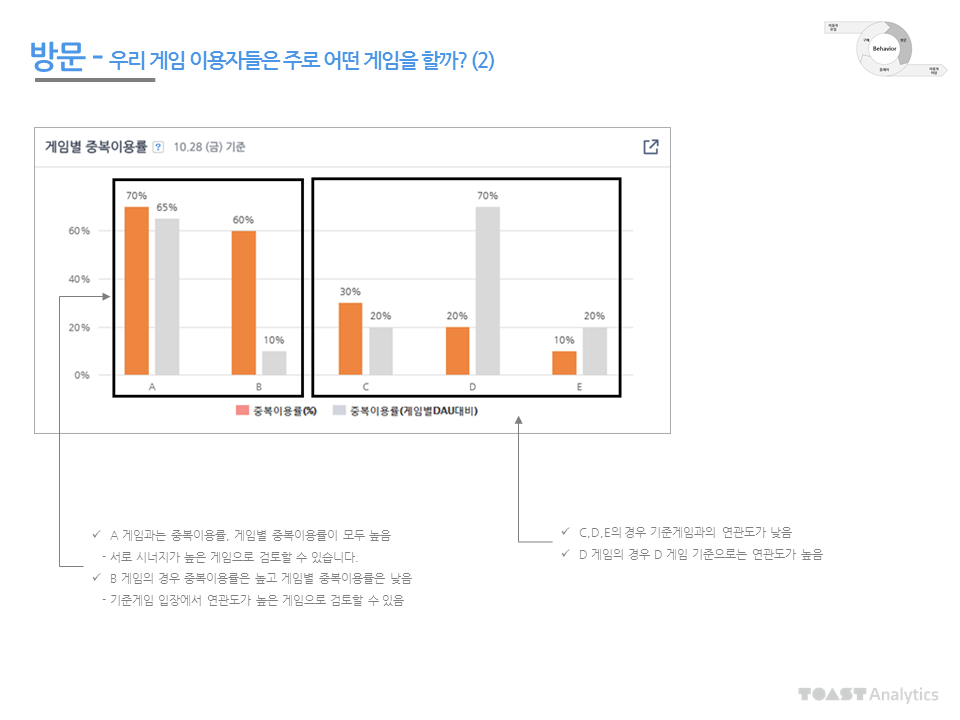 방문 - 우리 게임 이용자들은 주로 어떤 게임을 할까? (2)
Behavior
구매
방문
플레이
게임별 중복이용률 ? 10.28 (금) 기준
70%
65%
60%
10%
30%
20%
20%
70%
10%
20%
60%
40%
20%
0%
A
B
C
D
E
중복이용률(%)
중복이용률(게임별DAU대비)
✓ A 게임과는 중복이용률, 게임별 중복이용률이 모두 높음
- 서로 시너지가 높은 게임으로 검토할 수 있습니다.
✓ B 게임의 경우 중복이용률은 높고 게임별 중복이용률은 낮음
- 기준게임 입장에서 연관도가 높은 게임으로 검토할 수 있음
✓ C,D,E의 경우 기준게임과의 연관도가 낮음
✓ D 게임의 경우 D 게임 기준으로는 연관도가 높음
TOAST Analytics